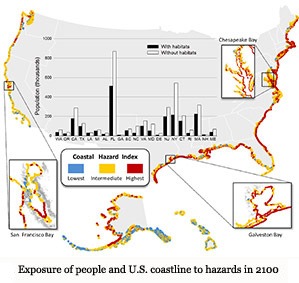 Chesapeake Bay
With habitats
Without habitats
Population (thousands)
1000
800
600
400
200
0
WA OR CA TX LA MS AL FL GA SC NC VA MD DE NJ NY CT RI MA NH ME
Coastal Hazard Index
Lowest Intermediate Highest
San Francisco Bay
Galveston Bay
Exposure of people and U.S. coastline to hazards in 2100